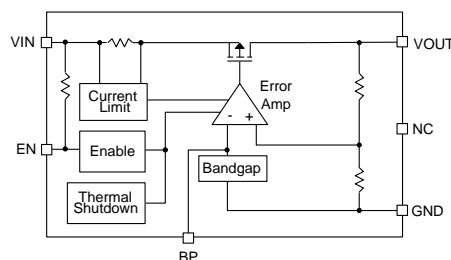 VIN
VOUT
Current
Limit
Error
Amp
- +
NC
EN
Enable
Bandgap
Thermal
Shutdown
GND
BP